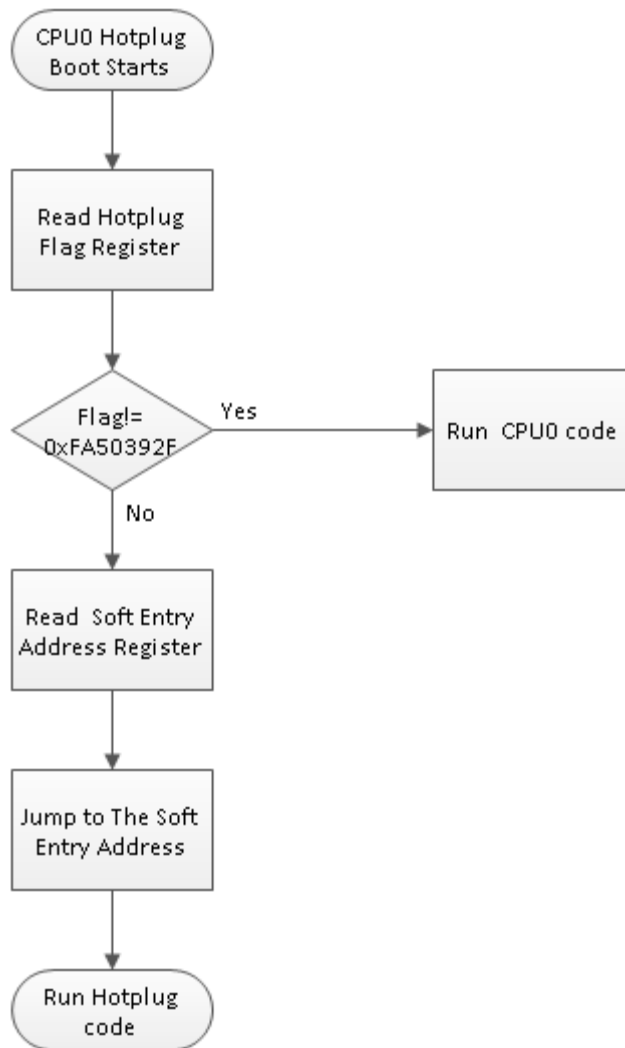 CPU0 Hotplug
Boot Starts
Read Hotplug
Flag Register
Flag!=
0xFA50392F
Yes
Run CPU0 code
No
Read Soft Entry
Address Register
Jump to The Soft
Entry Address
Run Hotplug
code